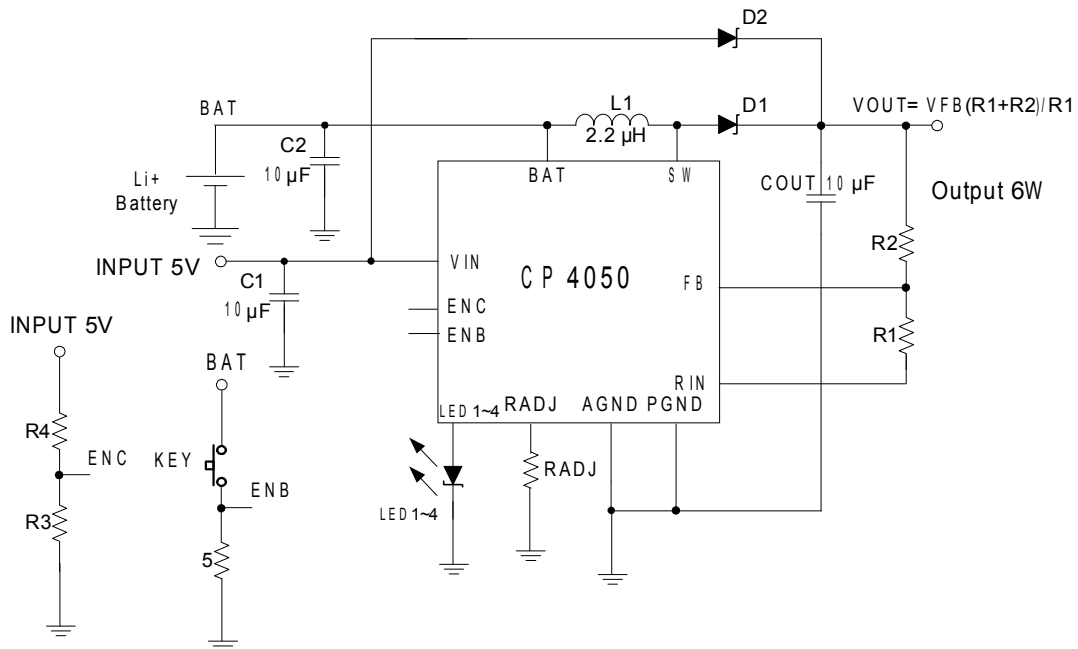 D2
BAT
L1
2.2 µH
D1
VOUT= VFB(R1+R2)/R1
C2
10 µF
BAT
SW
COUT 10 µF
Li+
Battery
Output 6W
R2
INPUT 5V
VIN
CP 4050
FB
C1
10 µF
ENC
ENB
R1
INPUT 5V
BAT
RIN
LED 1~4
RADJ
AGND
PGND
R4
ENC
KEY
RADJ
ENB
LED 1~4
R3
5